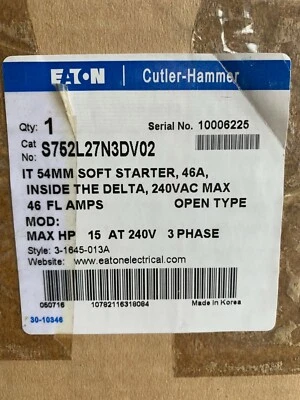 EATON | Cutler-Hammer
Qty: 1 Serial No. 10006225
Cat No: S752L27N3DV02
IT 54MM SOFT STARTER, 46A,
INSIDE THE DELTA, 240VAC MAX
46 FL AMPS OPEN TYPE
MOD:
MAX HP 15 AT 240V 3 PHASE
Style: 3-1645-013A
Website: www.eatonelectrical.com
050716 10782116318084 Made in Korea
30-10346